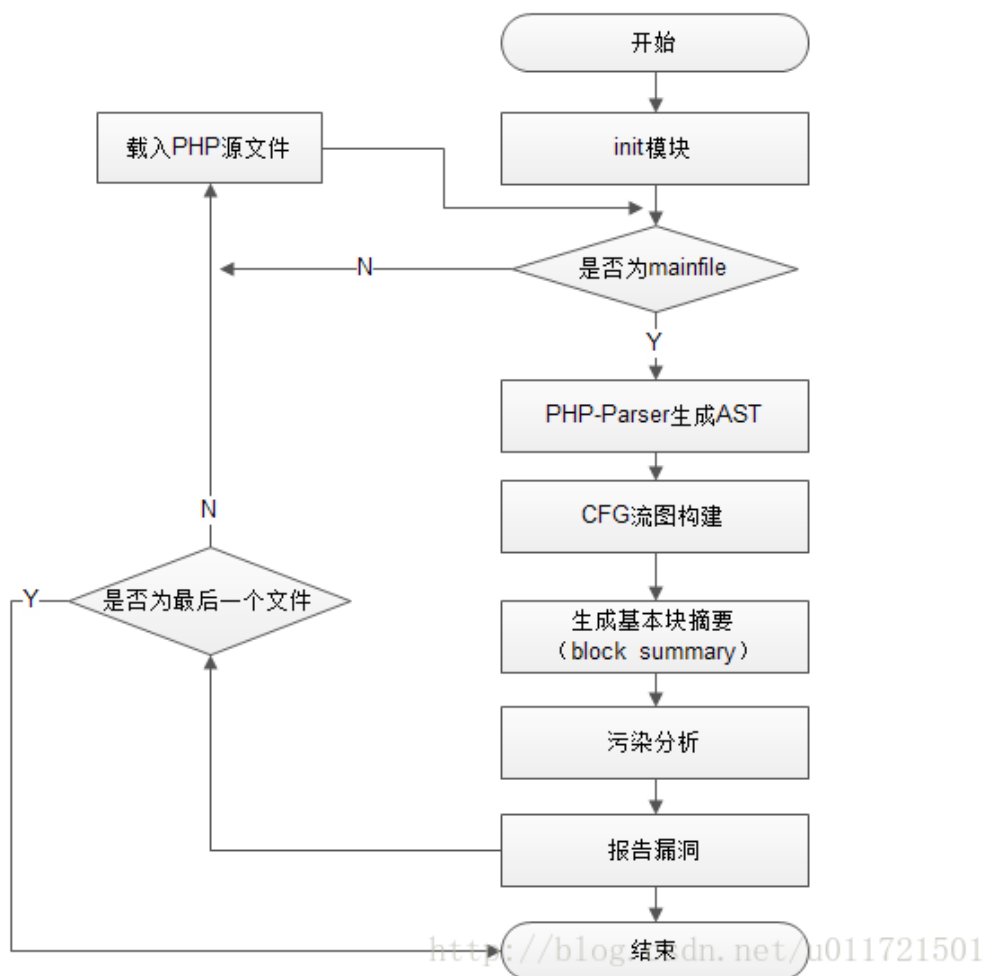 开始
载入PHP源文件
init模块
是否为mainfile
N
Y
PHP-Parser生成AST
N
CFG流图构建
Y
是否为最后一个文件
生成基本块摘要
（block summary）
污染分析
报告漏洞
结束
http://blog.csdn.net/u011721501